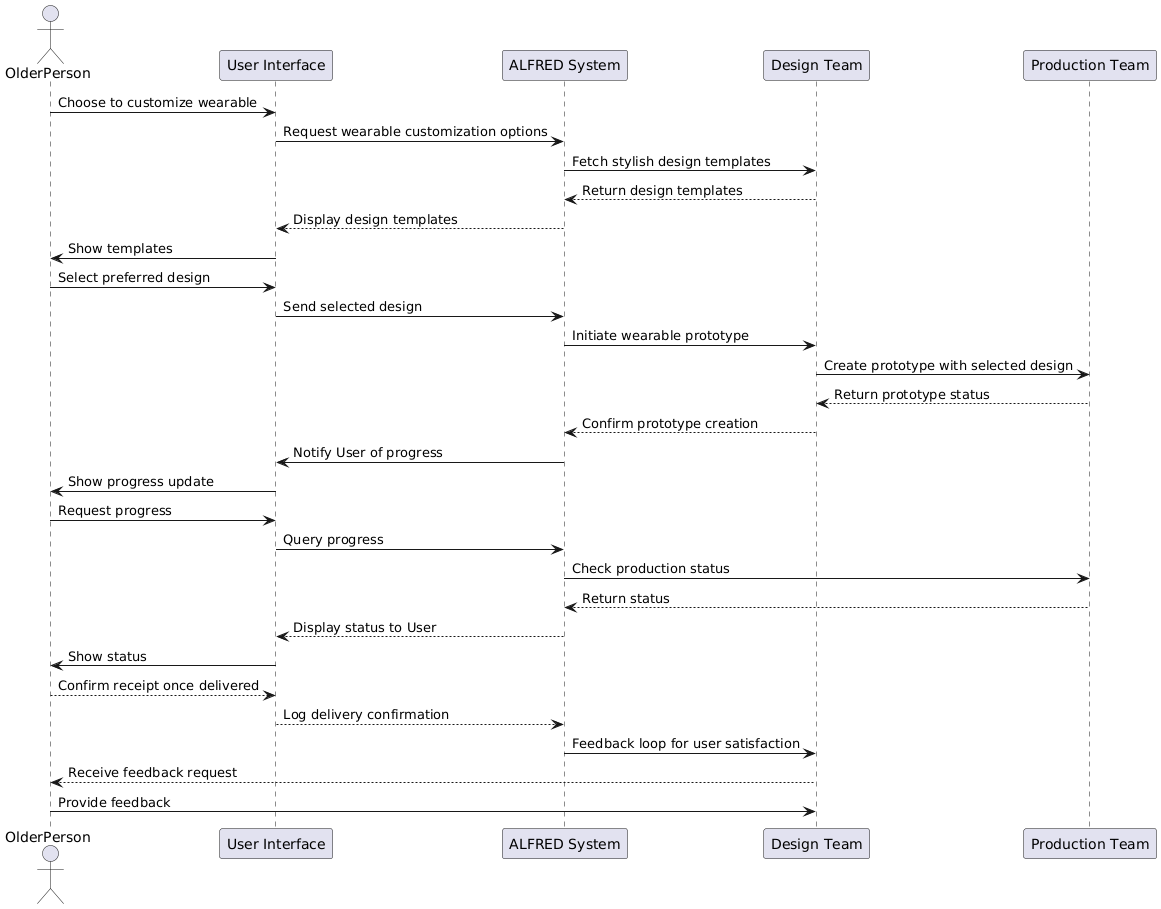 OlderPerson
User Interface
ALFRED System
Design Team
Production Team
Choose to customize wearable
Request wearable customization options
Fetch stylish design templates
Return design templates
Display design templates
Show templates
Select preferred design
Send selected design
Initiate wearable prototype
Create prototype with selected design
Return prototype status
Confirm prototype creation
Notify User of progress
Show progress update
Request progress
Query progress
Check production status
Return status
Display status to User
Show status
Confirm receipt once delivered
Log delivery confirmation
Feedback loop for user satisfaction
Receive feedback request
Provide feedback
OlderPerson
User Interface
ALFRED System
Design Team
Production Team